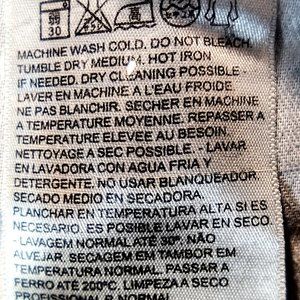 30
MACHINE WASH COLD. DO NOT BLEACH.
TUMBLE DRY MEDIUM. HOT IRON
IF NEEDED. DRY CLEANING POSSIBLE -
LAVER EN MACHINE A L'EAU FROIDE.
NE PAS BLANCHIR. SECHER EN MACHINE
A TEMPERATURE MOYENNE. REPASSER A
TEMPERATURE ELEVEE AU BESOIN.
NETTOYAGE A SEC POSSIBLE. - LAVAR
EN LAVADORA CON AGUA FRIA Y
DETERGENTE. NO USAR BLANQUEADOR.
SECADO MEDIO EN SECADORA.
PLANCHAR EN TEMPERATURA ALTA SI ES
NECESARIO. ES POSIBLE LAVAR EN SECO.
- LAVAGEM NORMAL ATÉ 30º. NÃO
ALVEJAR. SECAGEM EM TAMBOR EM
TEMPERATURA NORMAL. PASSAR A
FERRO ATÉ 200ºC. LIMPEZA A SECO
PROFISSIONAL P NORMAL